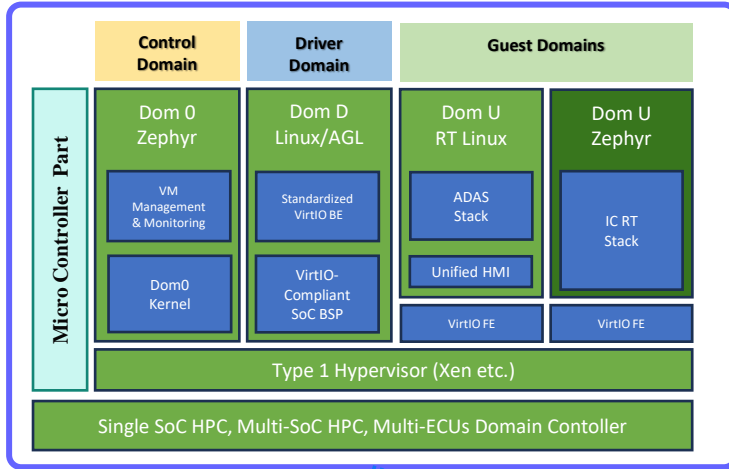 Control
Domain
Driver
Domain
Guest Domains
Micro Controller Part
Dom 0
Zephyr
VM
Management
& Monitoring
Dom0
Kernel
Dom D
Linux/AGL
Standardized
VirtIO BE
VirtIO-
Compliant
SoC BSP
Dom U
RT Linux
ADAS
Stack
Unified HMI
VirtIO FE
Dom U
Zephyr
IC RT
Stack
VirtIO FE
Type 1 Hypervisor (Xen etc.)
Single SoC HPC, Multi-SoC HPC, Multi-ECUs Domain Contoller